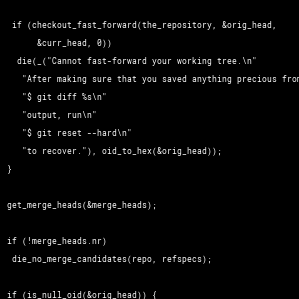 if (checkout_fast_forward(the_repository, &orig_head,
&curr_head, 0))
die(_("Cannot fast-forward your working tree.\n"
"After making sure that you saved anything precious from
"$ git diff %s\n"
"output, run\n"
"$ git reset --hard\n"
"to recover."), oid_to_hex(&orig_head));
}
get_merge_heads(&merge_heads);
if (!merge_heads.nr)
die_no_merge_candidates(repo, refspecs);
if (is_null_oid(&orig_head)) {